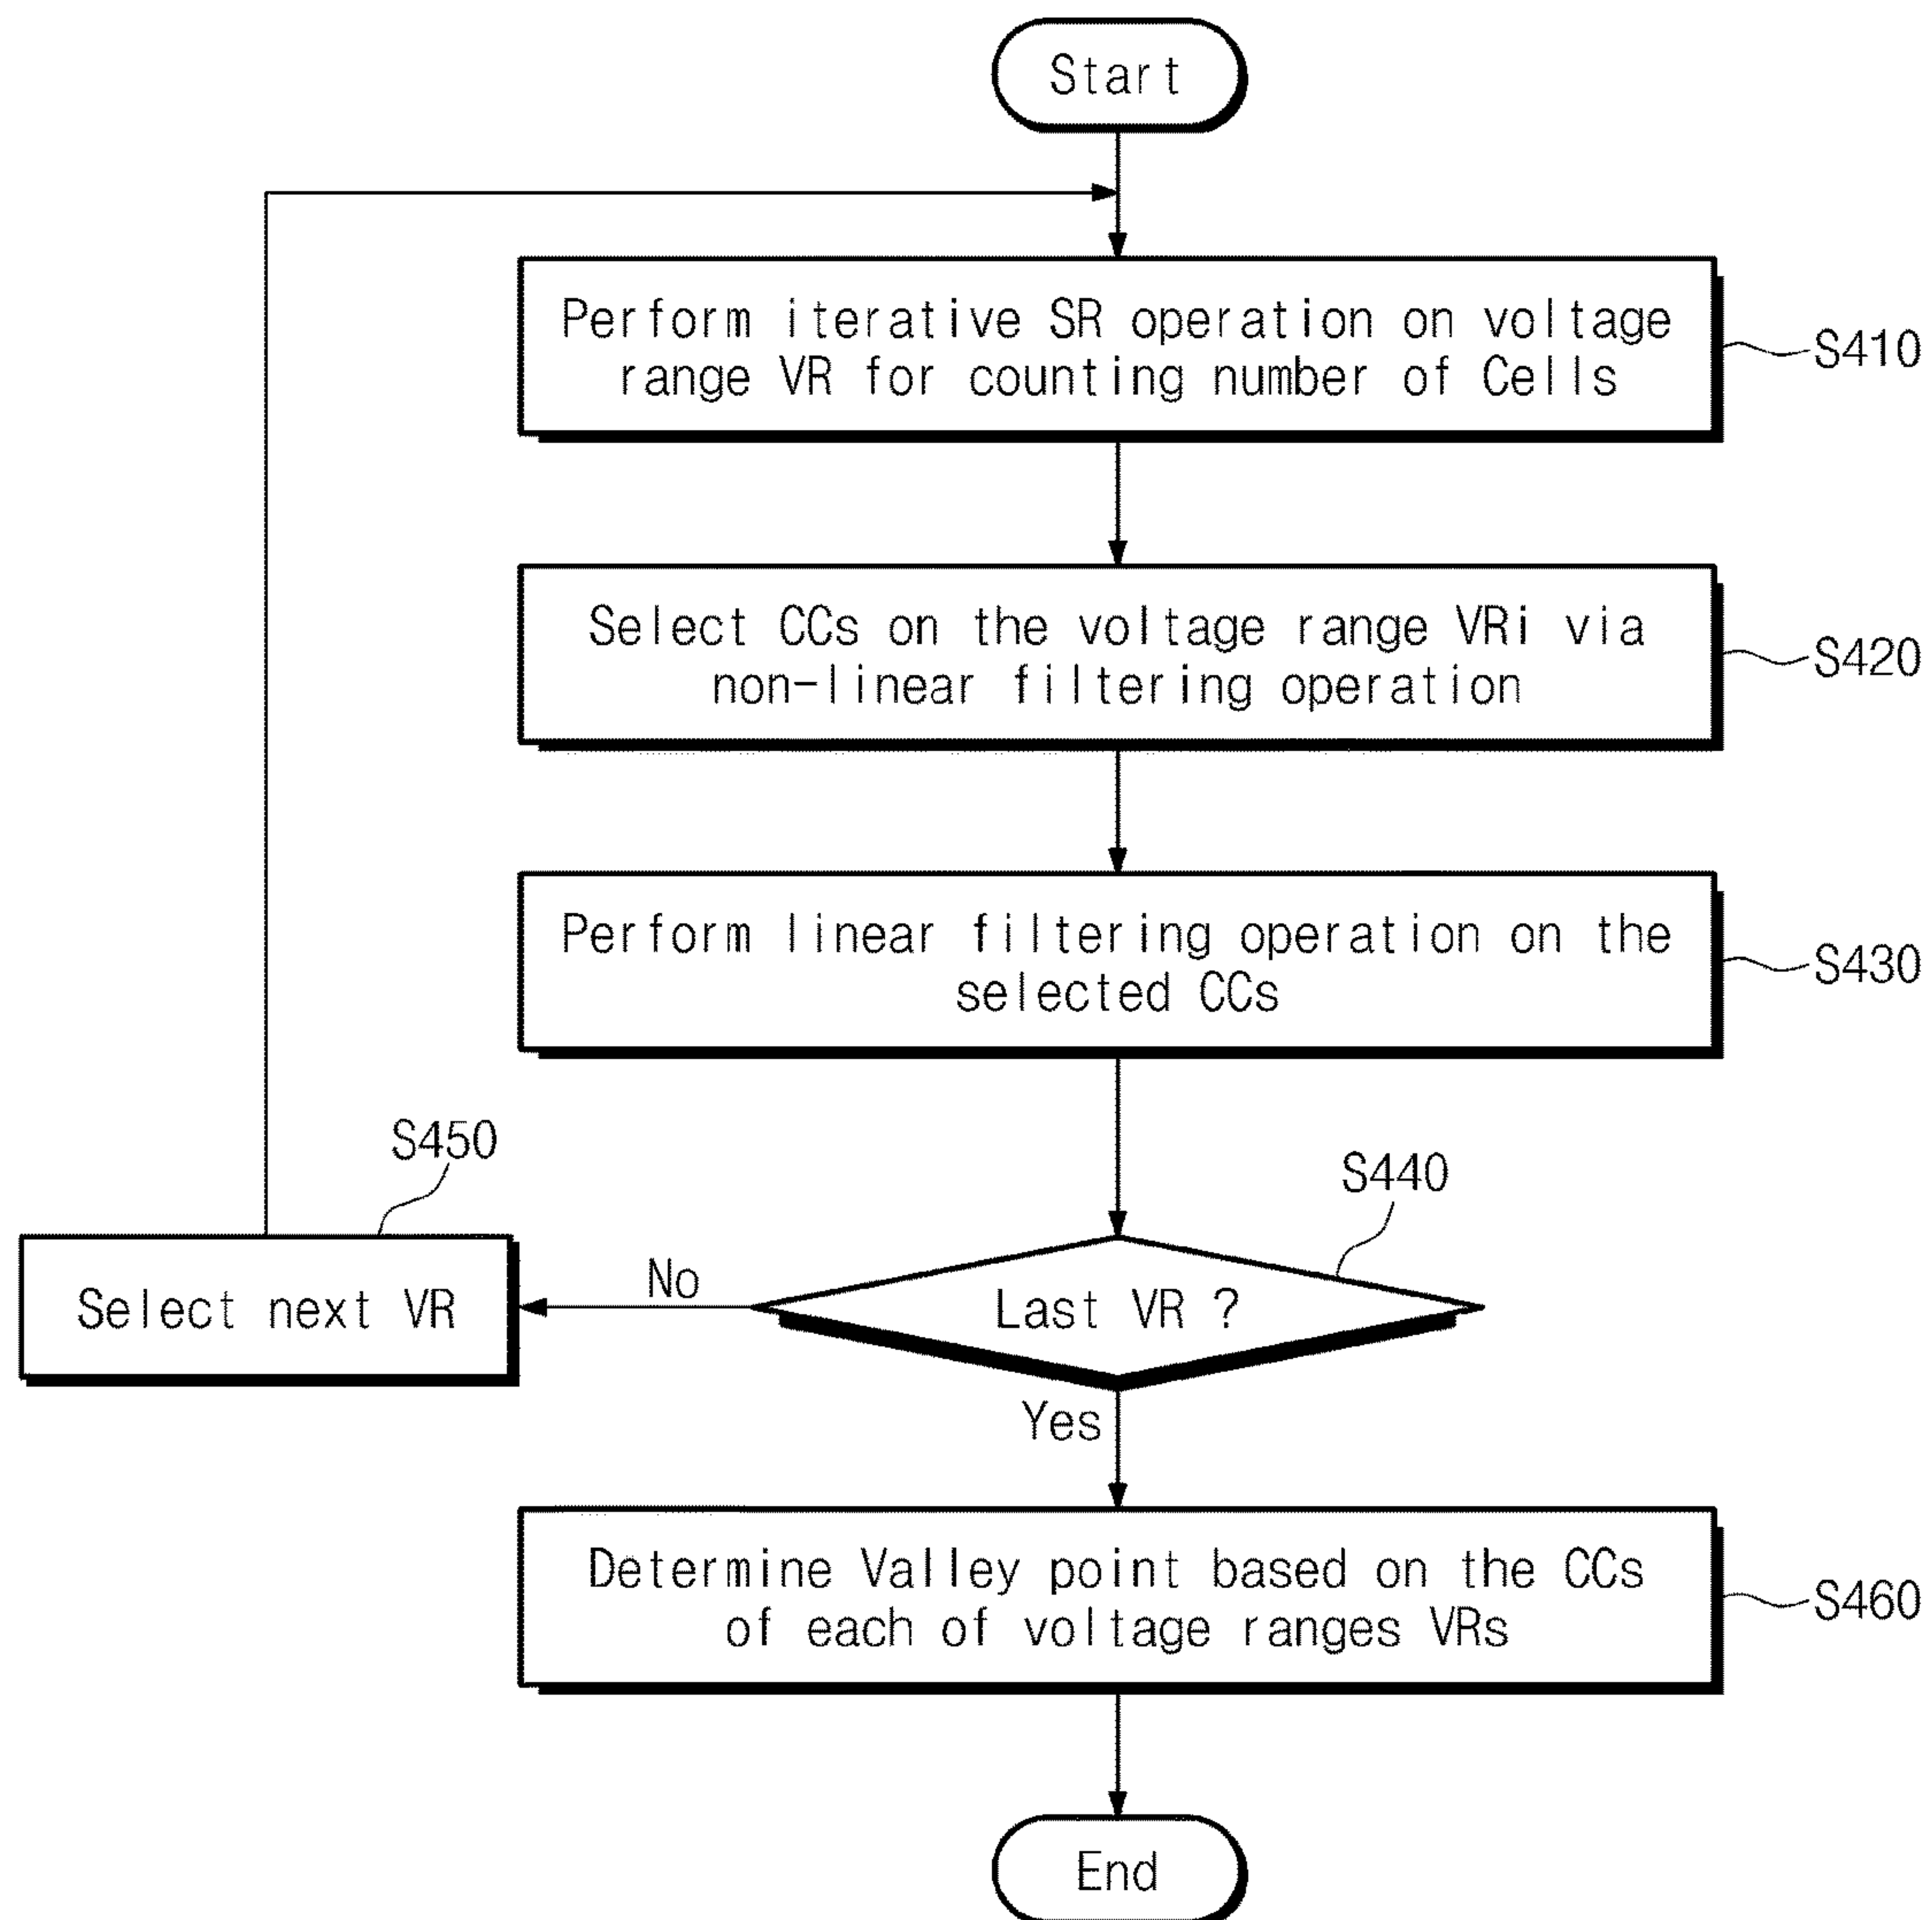 Start
Perform iterative SR operation on voltage
range VR for counting number of Cells
S410
Select CCs on the voltage range VRi via
non-linear filtering operation
S420
Perform linear filtering operation on the
selected CCs
S430
S450
S440
Select next VR
No
Last VR ?
Yes
Determine Valley point based on the CCs
of each of voltage ranges VRs
S460
End